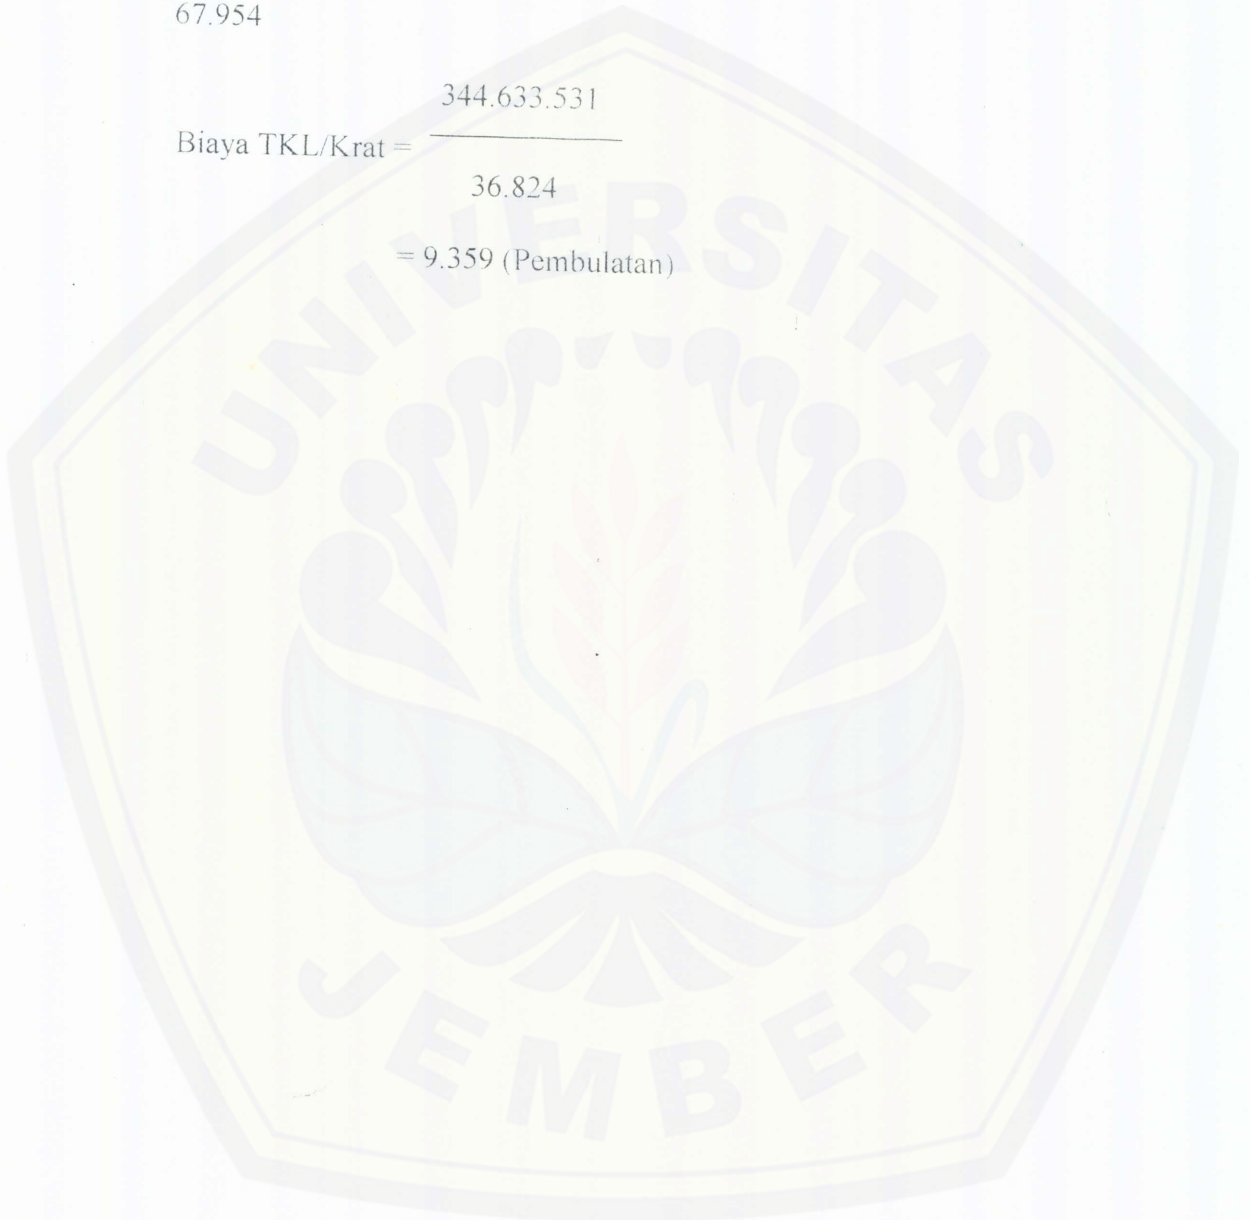 67.954
344.633.531
Biaya TKL/Krat =
36.824
= 9.359 (Pembulatan)
UNIVERSITAS
JEMBER